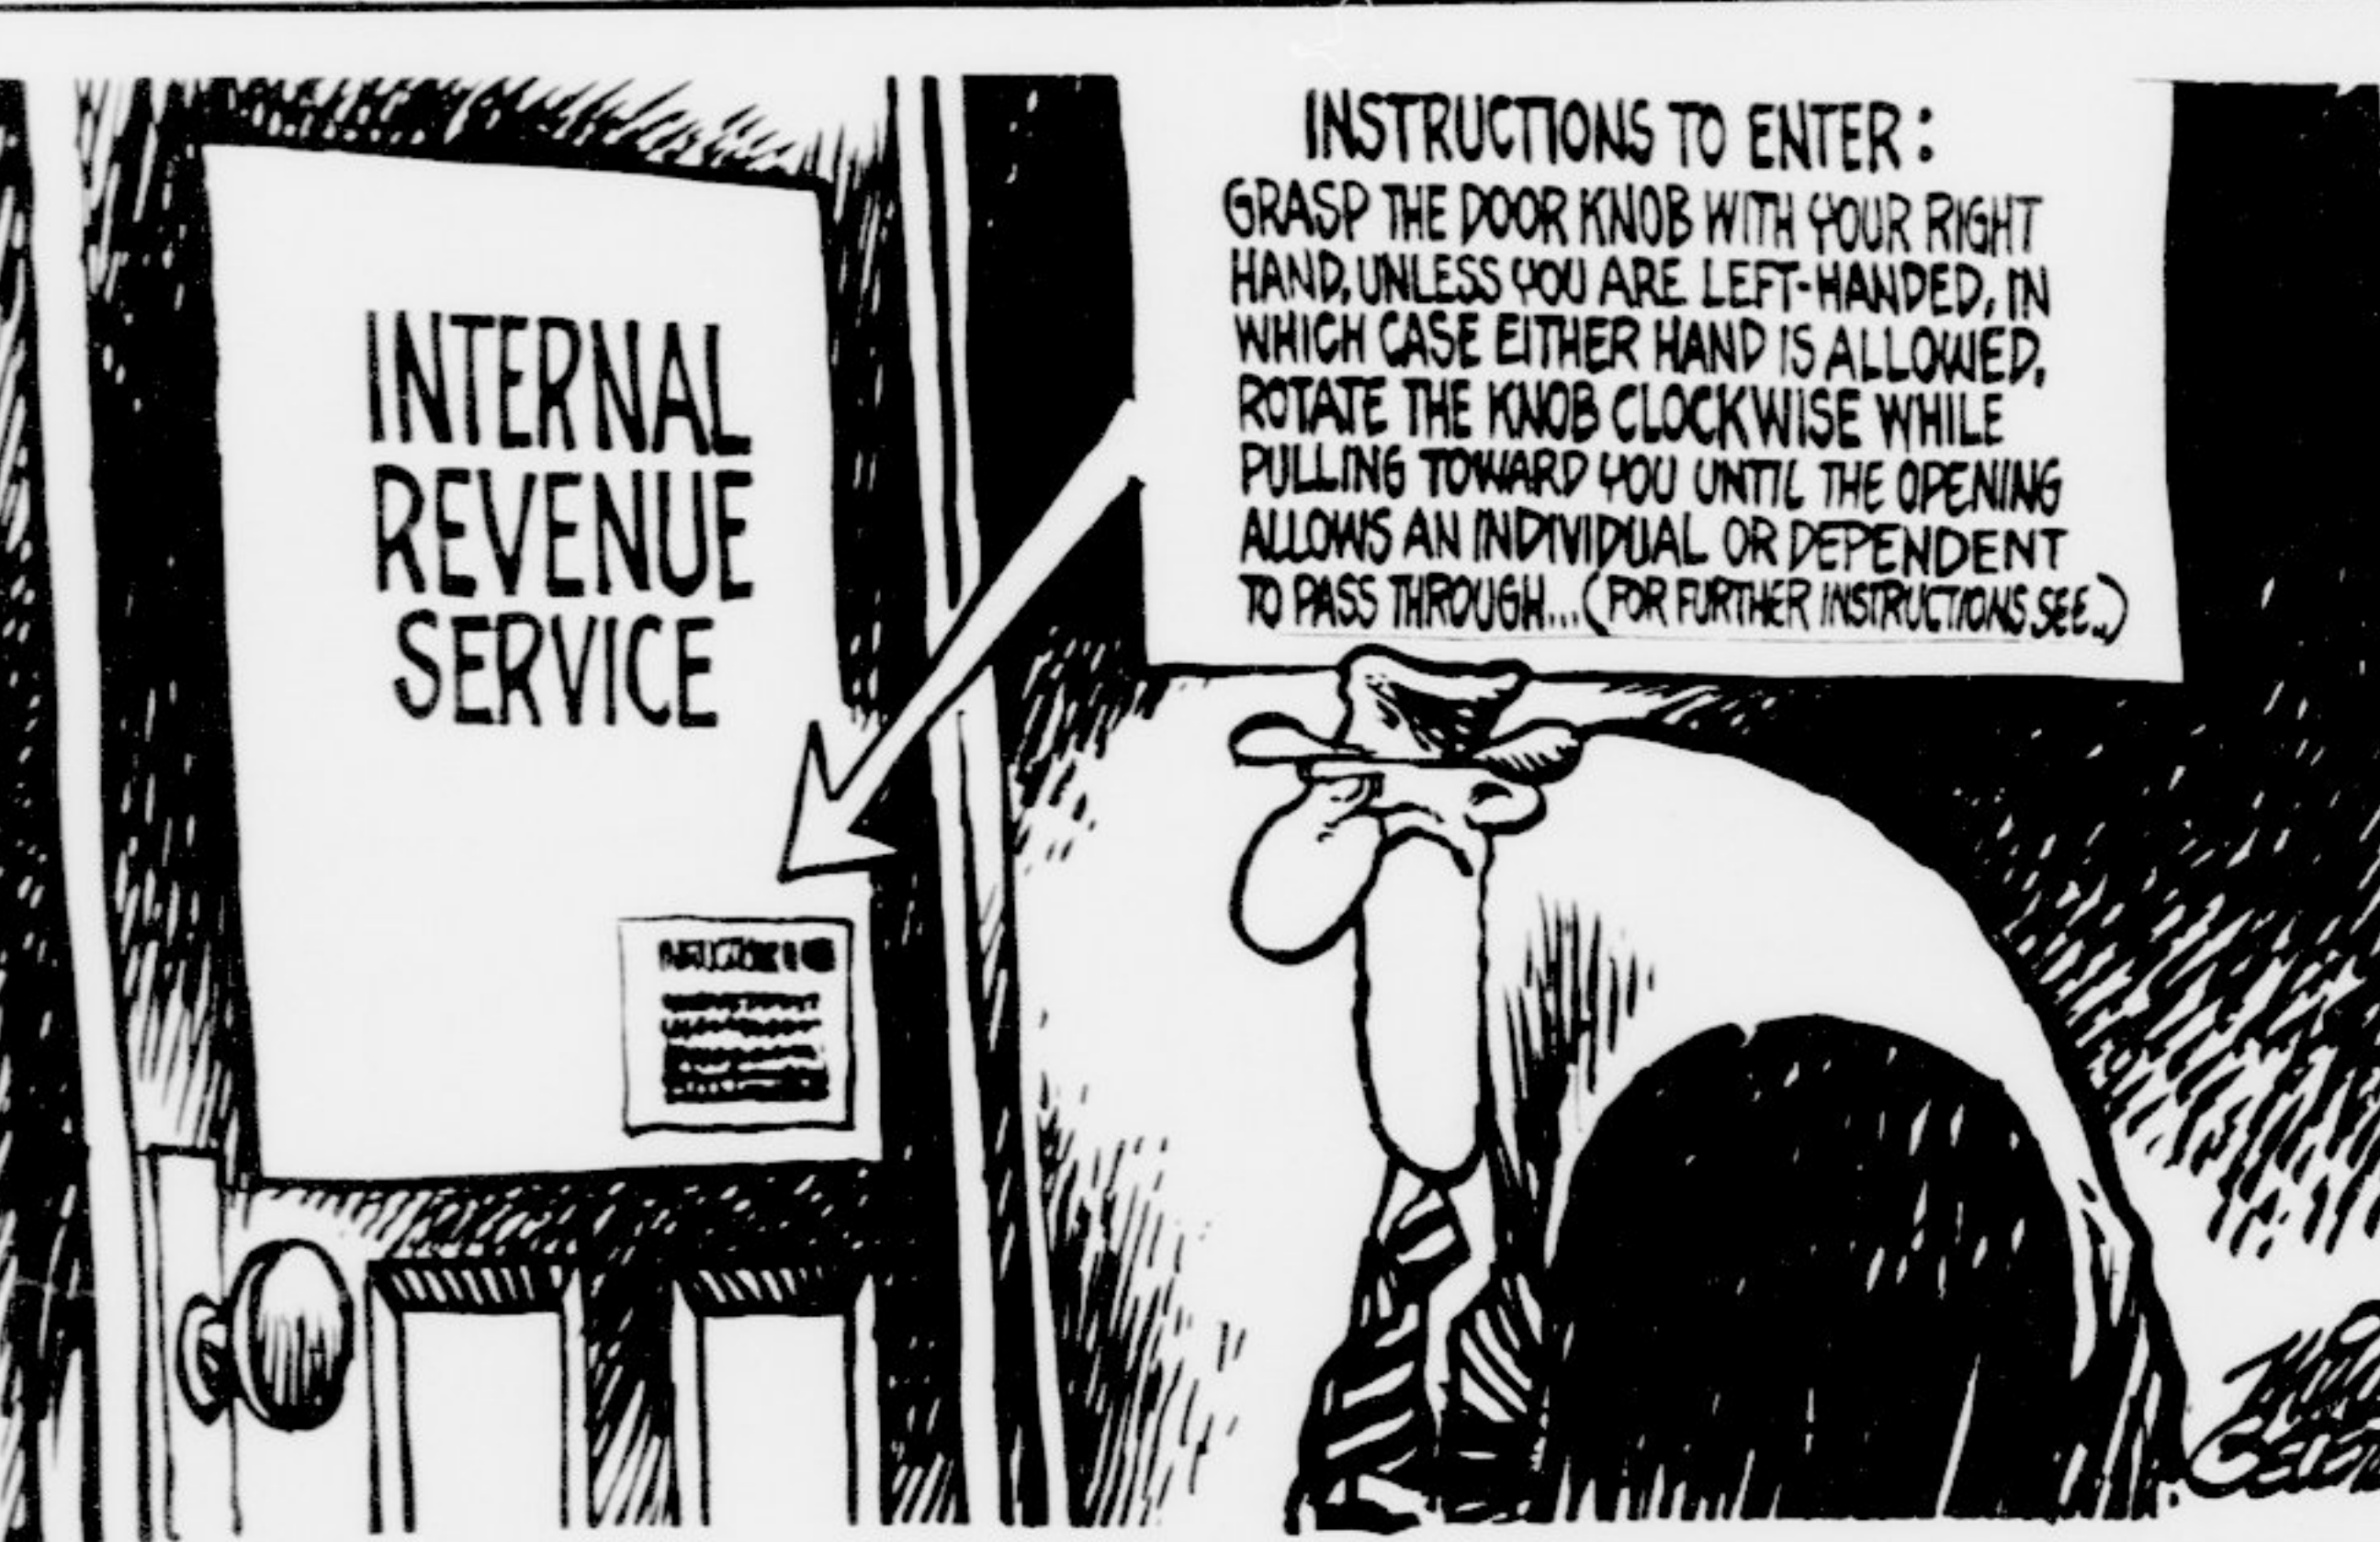 INTERNAL
REVENUE
SERVICE
INSTRUCTIONS TO ENTER:
GRASP THE DOOR KNOB WITH YOUR RIGHT
HAND, UNLESS YOU ARE LEFT-HANDED, IN
WHICH CASE EITHER HAND IS ALLOWED,
ROTATE THE KNOB CLOCKWISE WHILE
PULLING TOWARD YOU UNTIL THE OPENING
ALLOWS AN INDIVIDUAL OR DEPENDENT
TO PASS THROUGH...(FOR FURTHER INSTRUCTIONS SEE..)